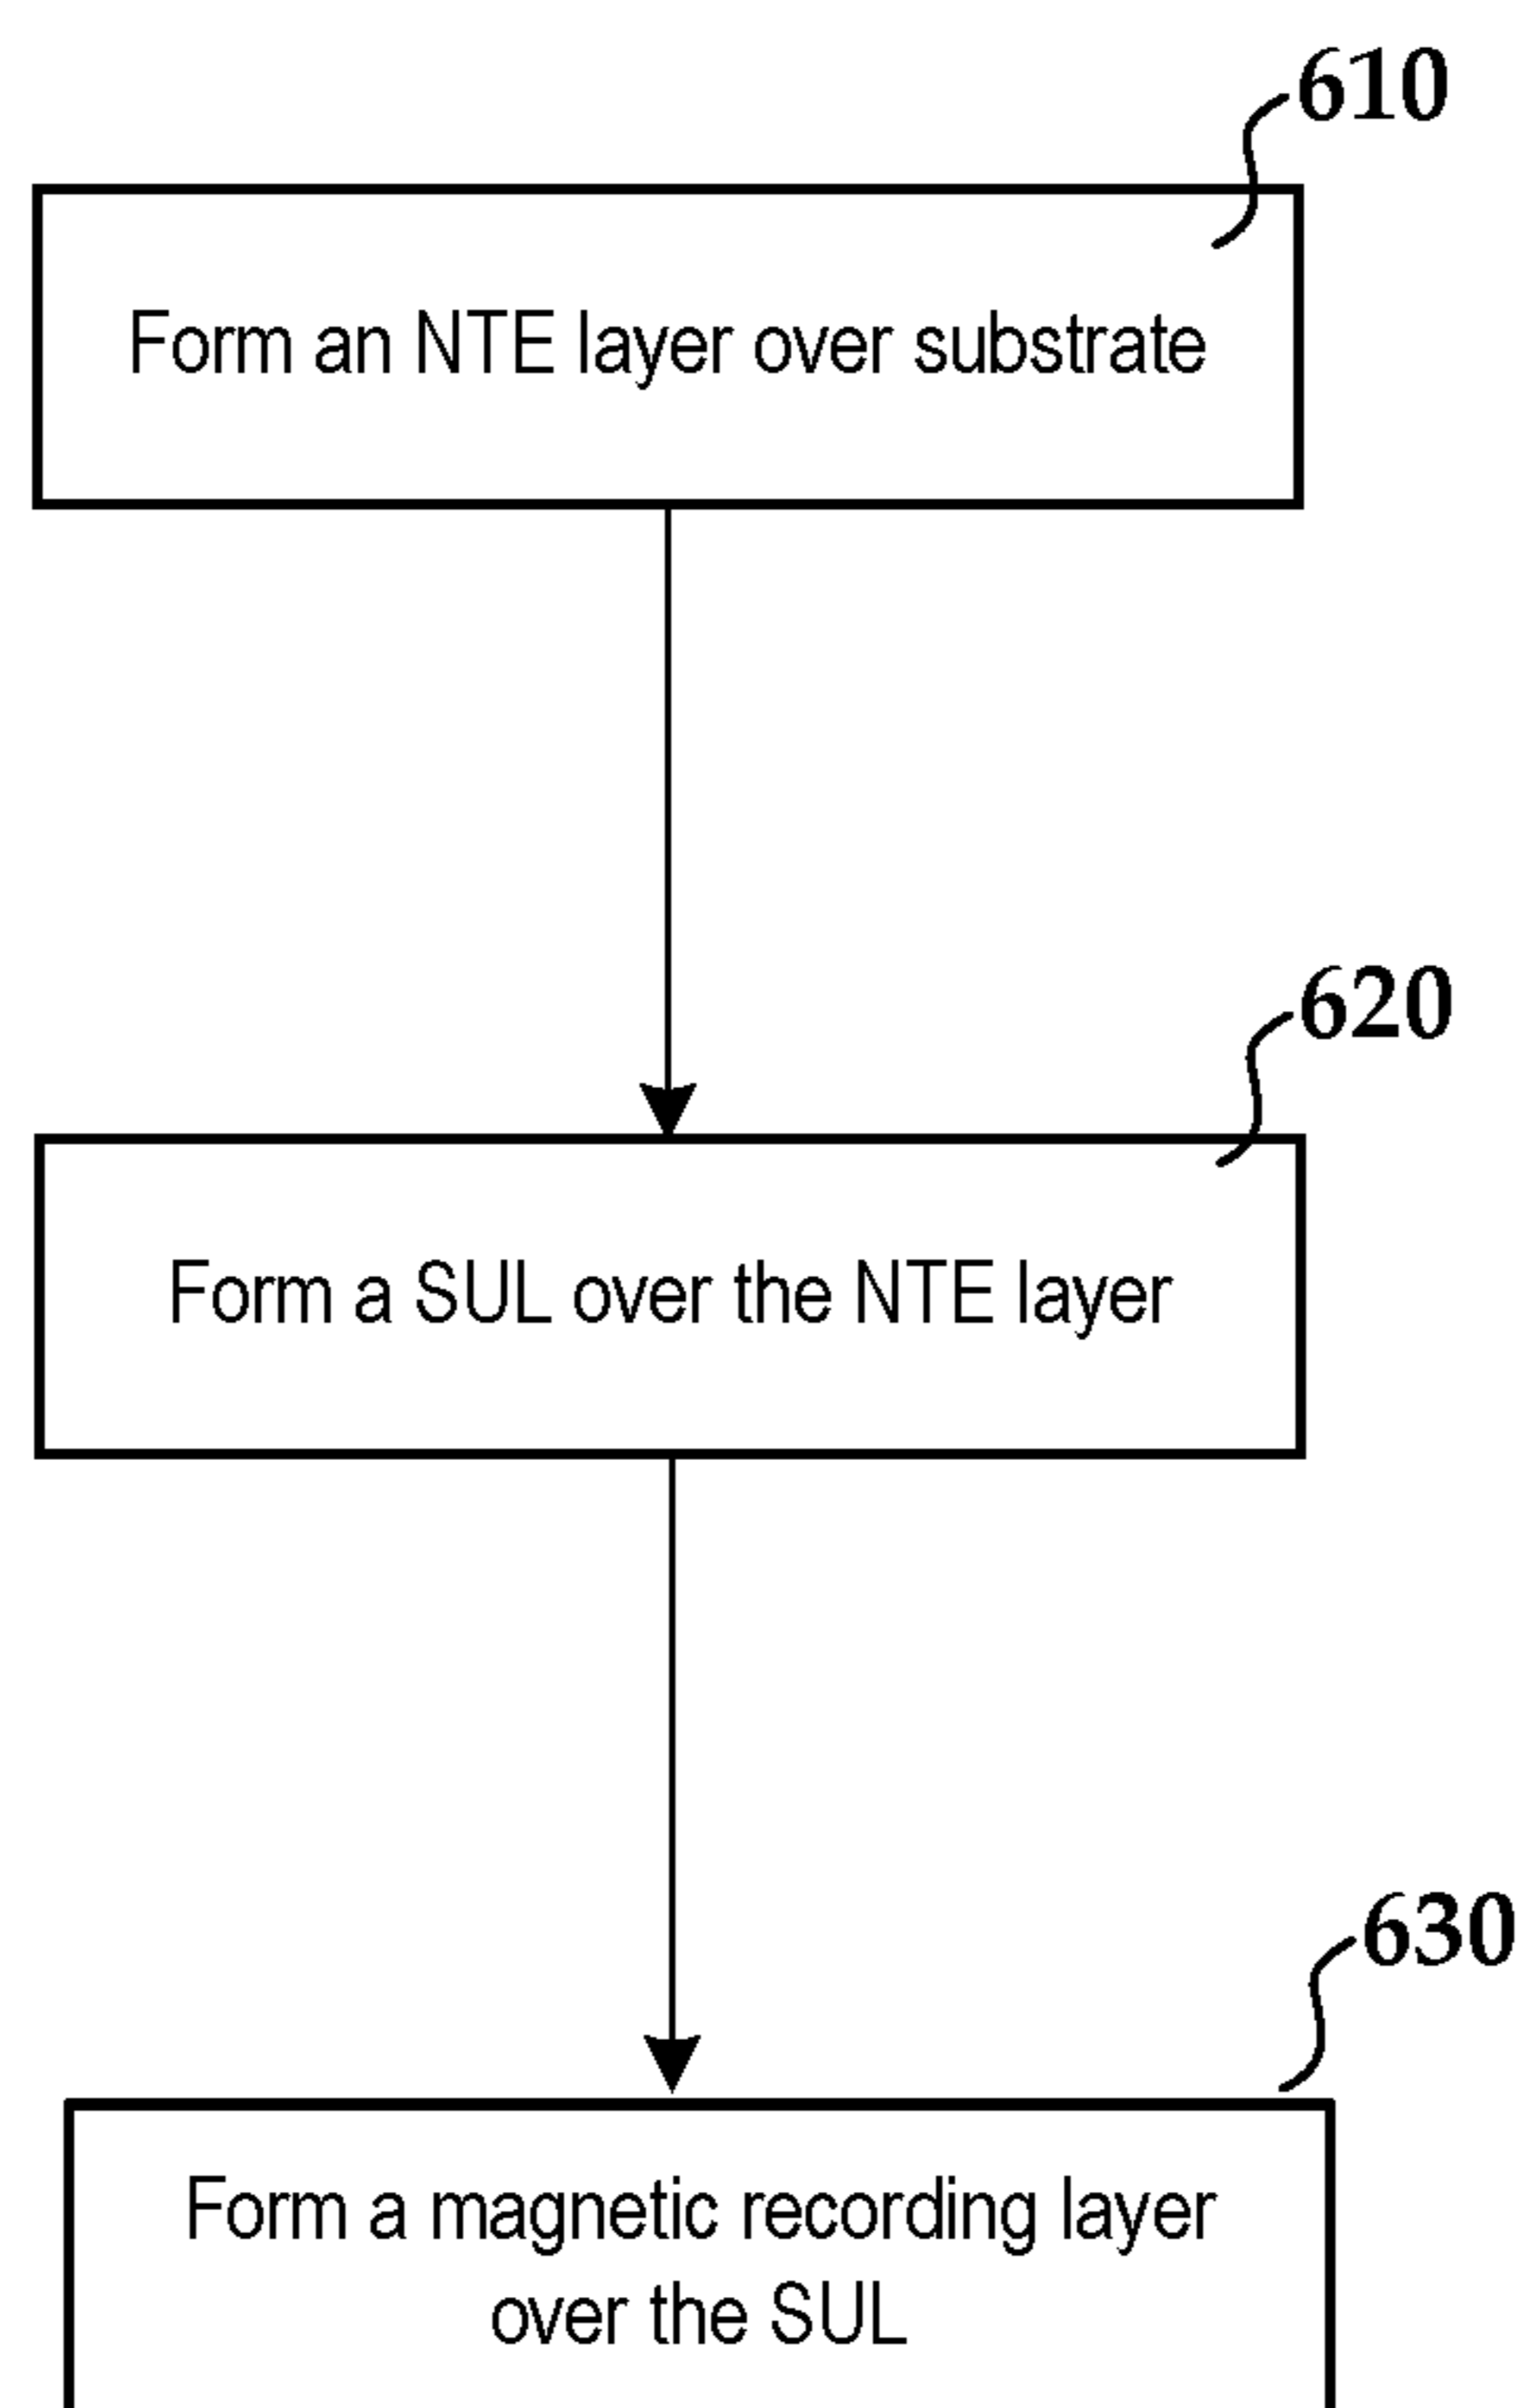 610
Form an NTE layer over substrate
620
Form a SUL over the NTE layer
630
Form a magnetic recording layer
over the SUL